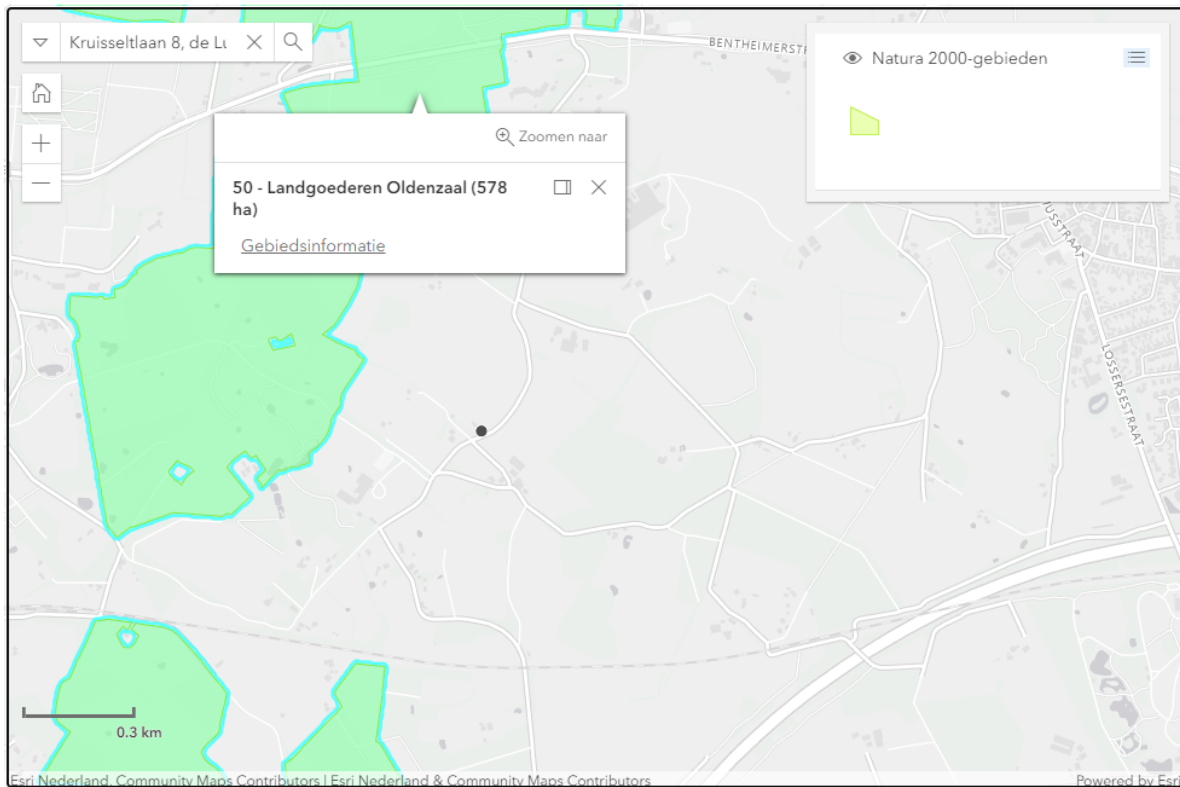 Kruisseltlaan 8, de Lu
BENTHEIMERSTR
Natura 2000-gebieden
Zoomen naar
50 - Landgoederen Oldenzaal (578
ha)
Gebiedsinformatie
USSTRAAT
LOSSERSESTRAAT
0.3 km
Esri Nederland, Community Maps Contributors | Esri Nederland & Community Maps Contributors
Powered by Esri